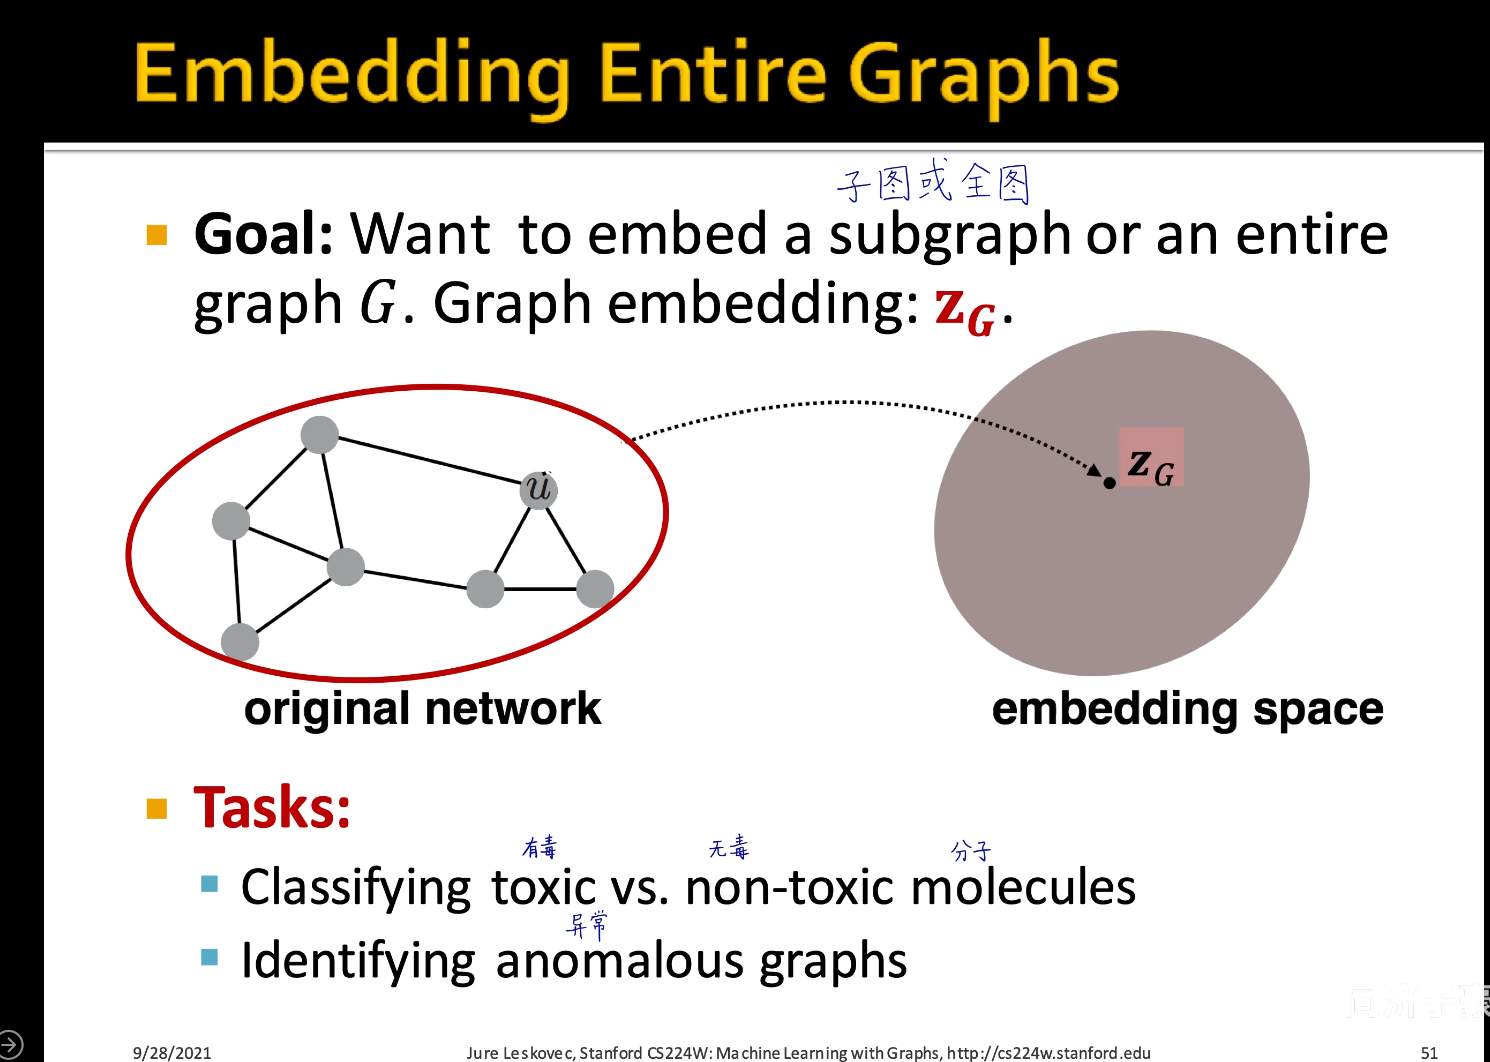 Embedding Entire Graphs
子图或全图
Goal: Want to embed a subgraph or an entire
graph G. Graph embedding: z_G.
u
z_G
original network
embedding space
Tasks:
有毒 无毒 分子
Classifying toxic vs. non-toxic molecules
异常
Identifying anomalous graphs
9/28/2021 Jure Leskovec, Stanford CS224W: Machine Learning with Graphs, http://cs224w.stanford.edu 51